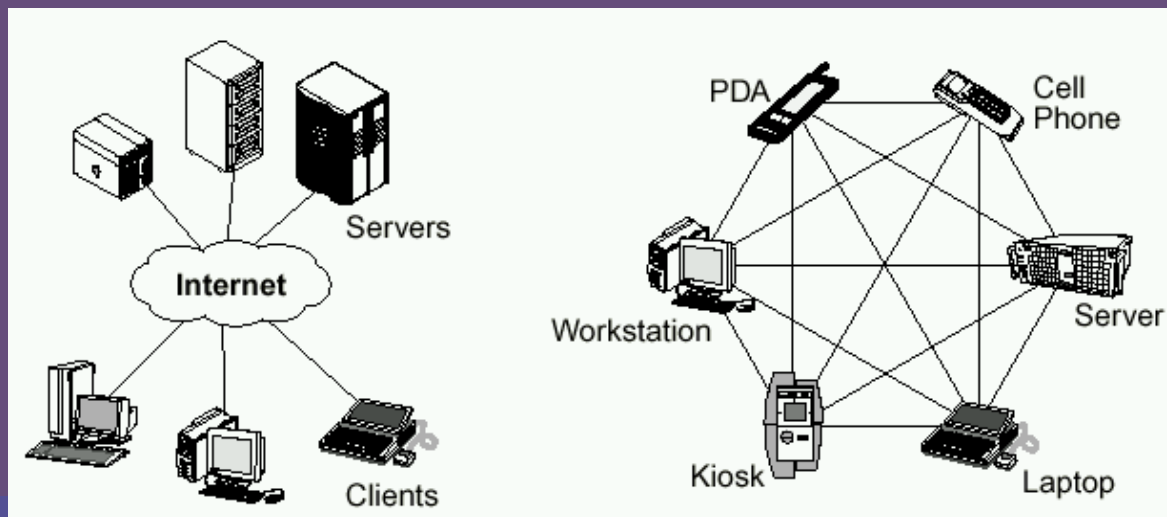 Servers
Internet
Clients
PDA
Cell
Phone
Workstation
Server
Kiosk
Laptop